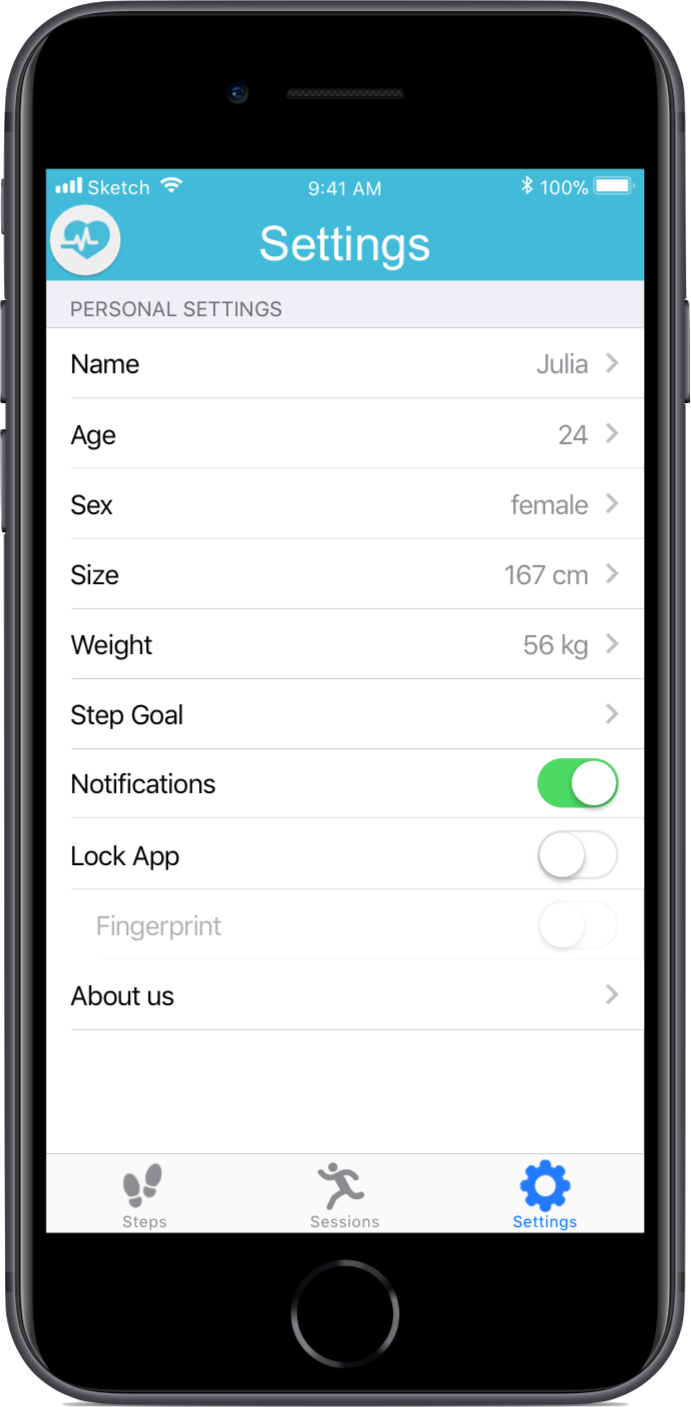 Sketch 9:41 AM 100%
Settings
PERSONAL SETTINGS
Name Julia
Age 24
Sex female
Size 167 cm
Weight 56 kg
Step Goal
Notifications
Lock App
Fingerprint
About us
Steps Sessions Settings